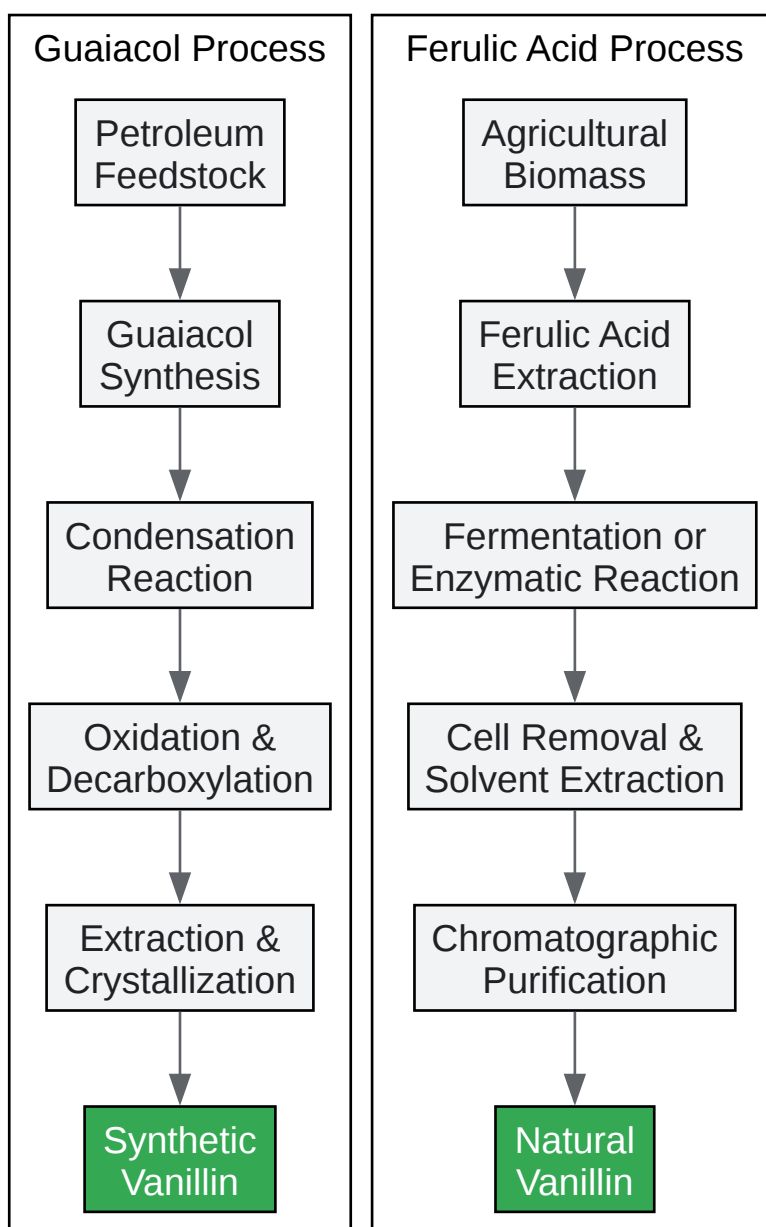 Guaiacol Process
Petroleum
Feedstock
Guaiacol
Synthesis
Condensation
Reaction
Oxidation &
Decarboxylation
Extraction &
Crystallization
Synthetic
Vanillin
Ferulic Acid Process
Agricultural
Biomass
Ferulic Acid
Extraction
Fermentation or
Enzymatic Reaction
Cell Removal &
Solvent Extraction
Chromatographic
Purification
Natural
Vanillin